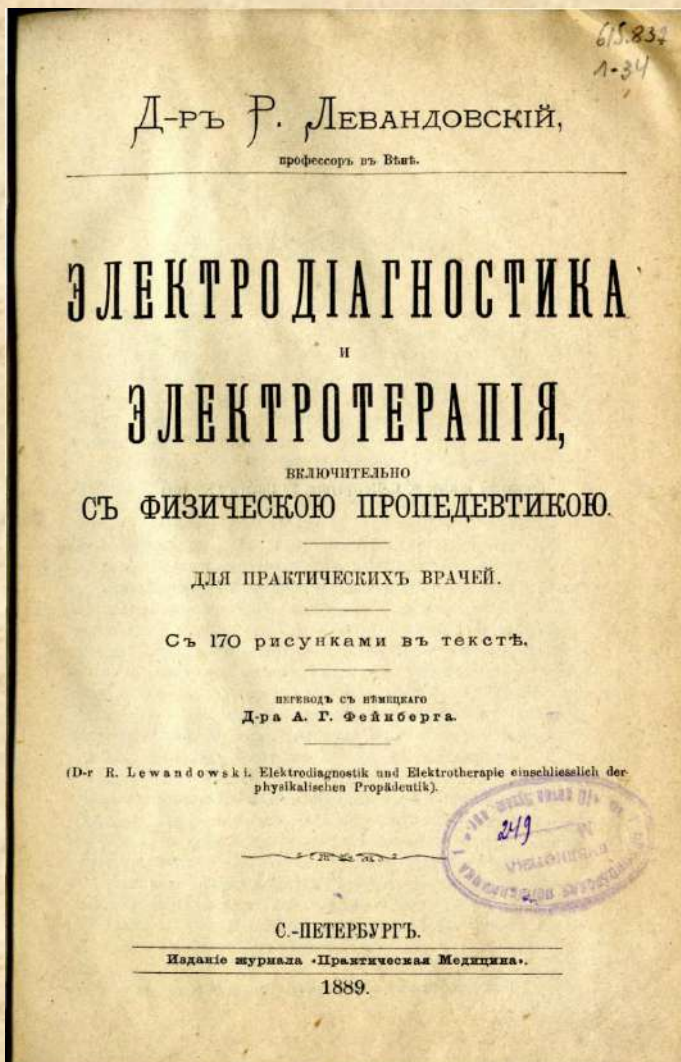 615.837
Л-34
Д-ръ Р. Левандовскій,
профессоръ въ Вѣнѣ.
ЭЛЕКТРОДІАГНОСТИКА
И
ЭЛЕКТРОТЕРАПІЯ,
ВКЛЮЧИТЕЛЬНО
СЪ ФИЗИЧЕСКОЮ ПРОПЕДЕВТИКОЮ.
ДЛЯ ПРАКТИЧЕСКИХЪ ВРАЧЕЙ.
Съ 170 рисунками въ текстѣ.
ПЕРЕВОДЪ СЪ НѢМЕЦКАГО
Д-ра А. Г. Фейнберга.
(D-r R. Lewandowski. Elektrodiagnostik und Elektrotherapie einschliesslich der
physikalischen Propädeutik).
249
БИБЛИОТЕКА
С.-ПЕТЕРБУРГЪ.
Изданіе журнала «Практическая Медицина».
1889.